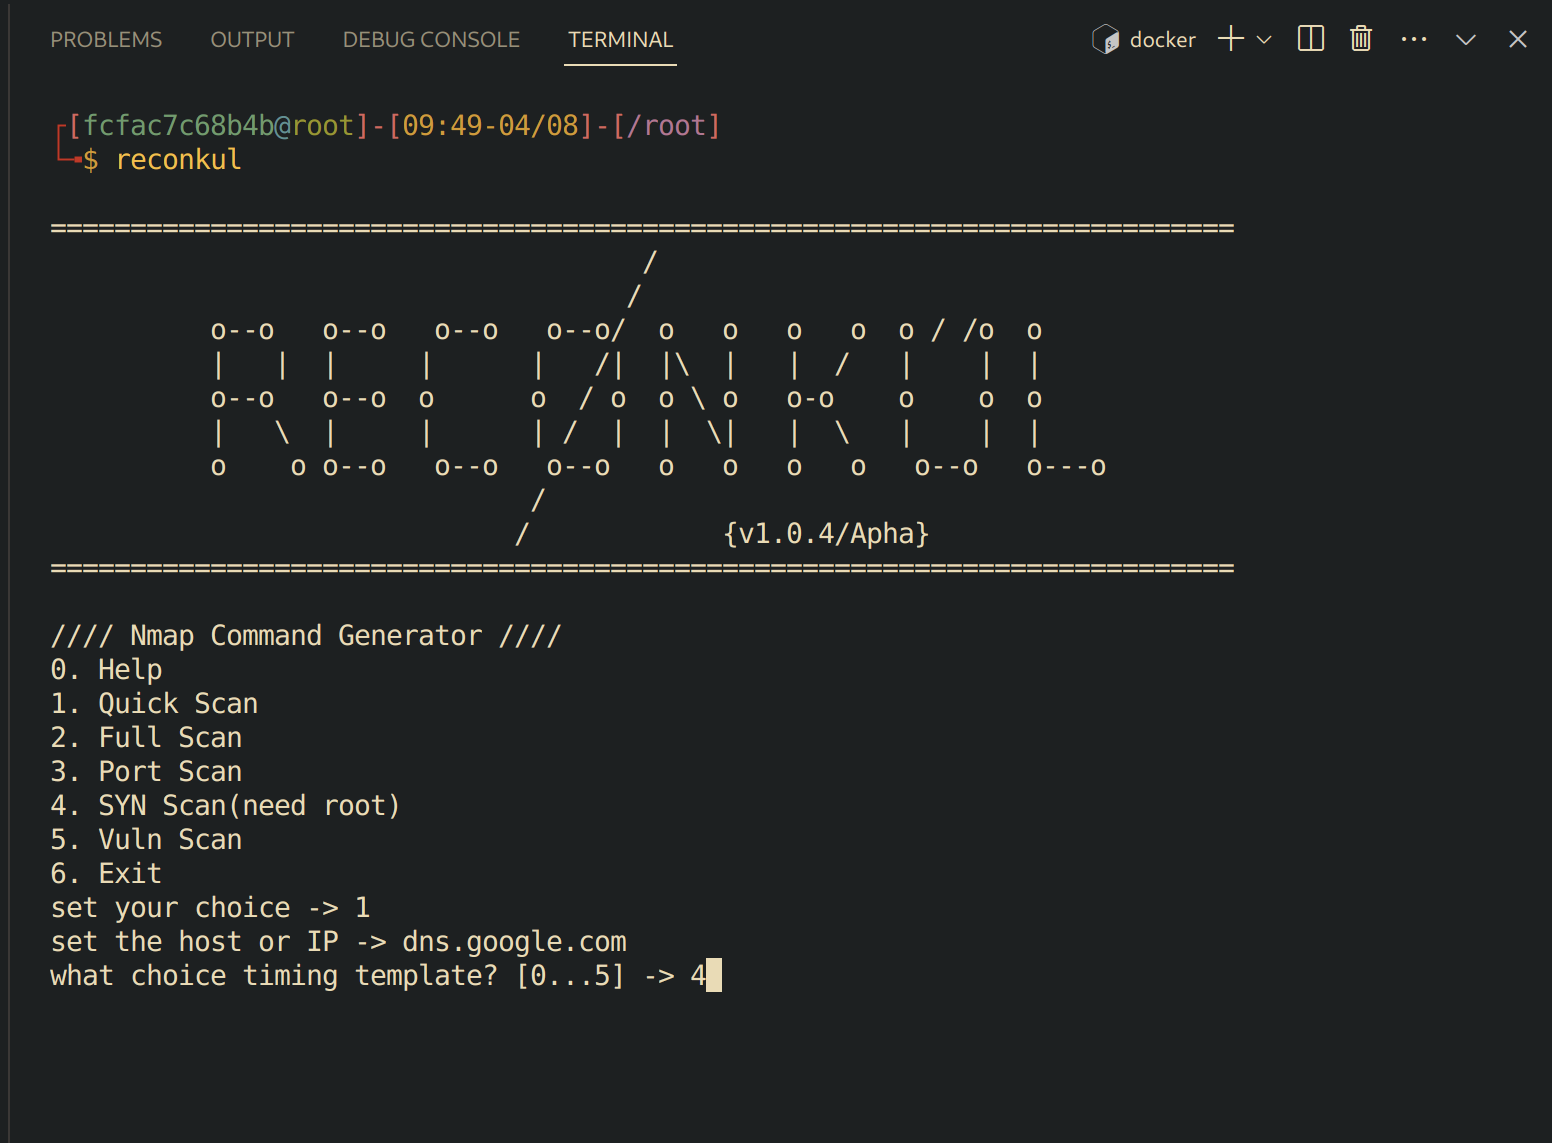 PROBLEMS OUTPUT DEBUG CONSOLE TERMINAL docker
[fcfac7c68b4b@root]-[09:49-04/08]-[/root]
$ reconkul
==========================================================================
                                     /
                                    /
          o--o   o--o   o--o   o--o/  o   o   o   o  o / /o  o
          |   |  |     |      |   /|  |\  |   |  /   |    |  |
          o--o   o--o  o      o  / o  o \ o   o-o    o    o  o
          |   \  |     |      | /  |  |  \|   |  \   |    |  |
          o    o o--o   o--o   o--o   o   o   o   o   o--o   o---o
                              /
                             /            {v1.0.4/Apha}
==========================================================================
//// Nmap Command Generator ////
0. Help
1. Quick Scan
2. Full Scan
3. Port Scan
4. SYN Scan(need root)
5. Vuln Scan
6. Exit
set your choice -> 1
set the host or IP -> dns.google.com
what choice timing template? [0...5] -> 4